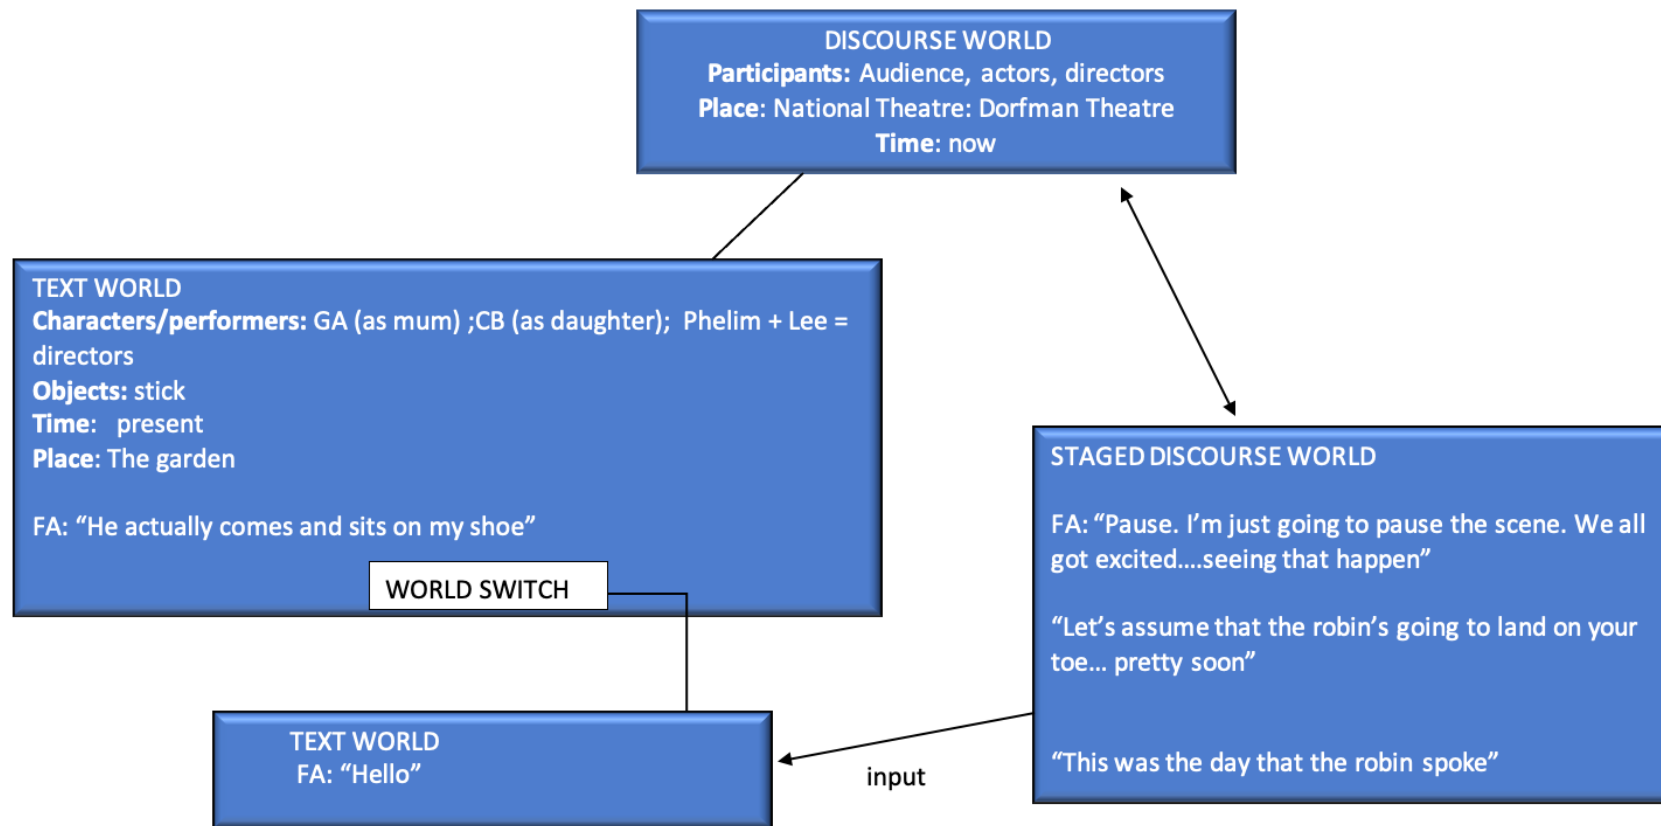 DISCOURSE WORLD
Participants: Audience, actors, directors
Place: National Theatre: Dorfman Theatre
Time: now
TEXT WORLD
Characters/performers: GA (as mum) ;CB (as daughter); Phelim + Lee =
directors
Objects: stick
Time: present
Place: The garden
FA: “He actually comes and sits on my shoe”
WORLD SWITCH
STAGED DISCOURSE WORLD
FA: “Pause. I’m just going to pause the scene. We all
got excited....seeing that happen”
“Let’s assume that the robin’s going to land on your
toe... pretty soon”
“This was the day that the robin spoke”
TEXT WORLD
FA: “Hello”
input